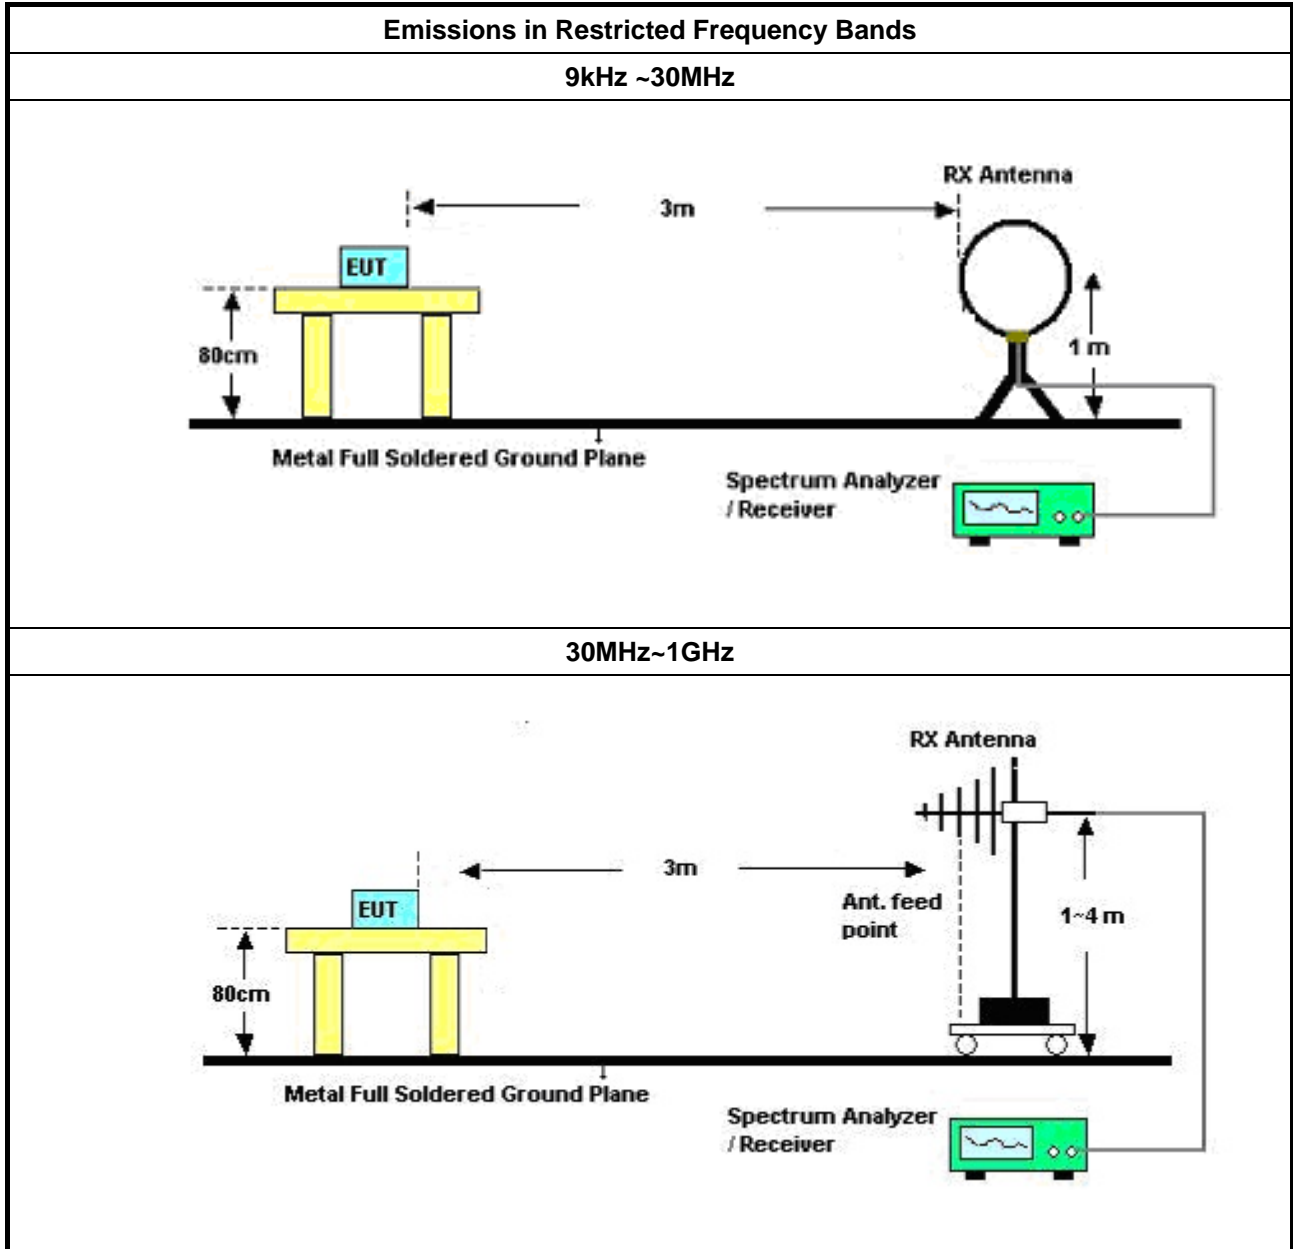 Emissions in Restricted Frequency Bands
9kHz ~30MHz
RX Antenna
3m
EUT
80cm
1 m
Metal Full Soldered Ground Plane
Spectrum Analyzer
/ Receiver
30MHz~1GHz
RX Antenna
3m
Ant. feed
point
EUT
1~4 m
80cm
Metal Full Soldered Ground Plane
Spectrum Analyzer
/ Receiver